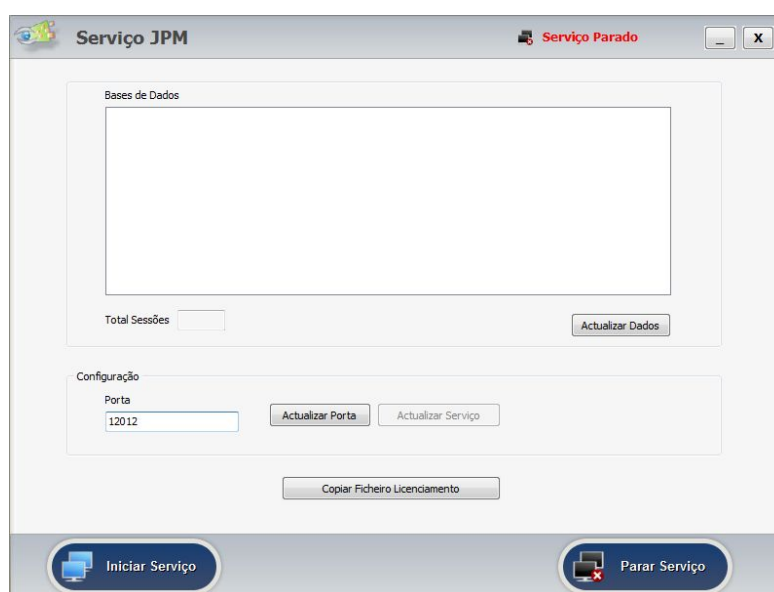 Serviço JPM
Serviço Parado
_ X
Bases de Dados
Total Sessões
Actualizar Dados
Configuração
Porta
12012
Actualizar Porta
Actualizar Serviço
Copiar Ficheiro Licenciamento
Iniciar Serviço
Parar Serviço